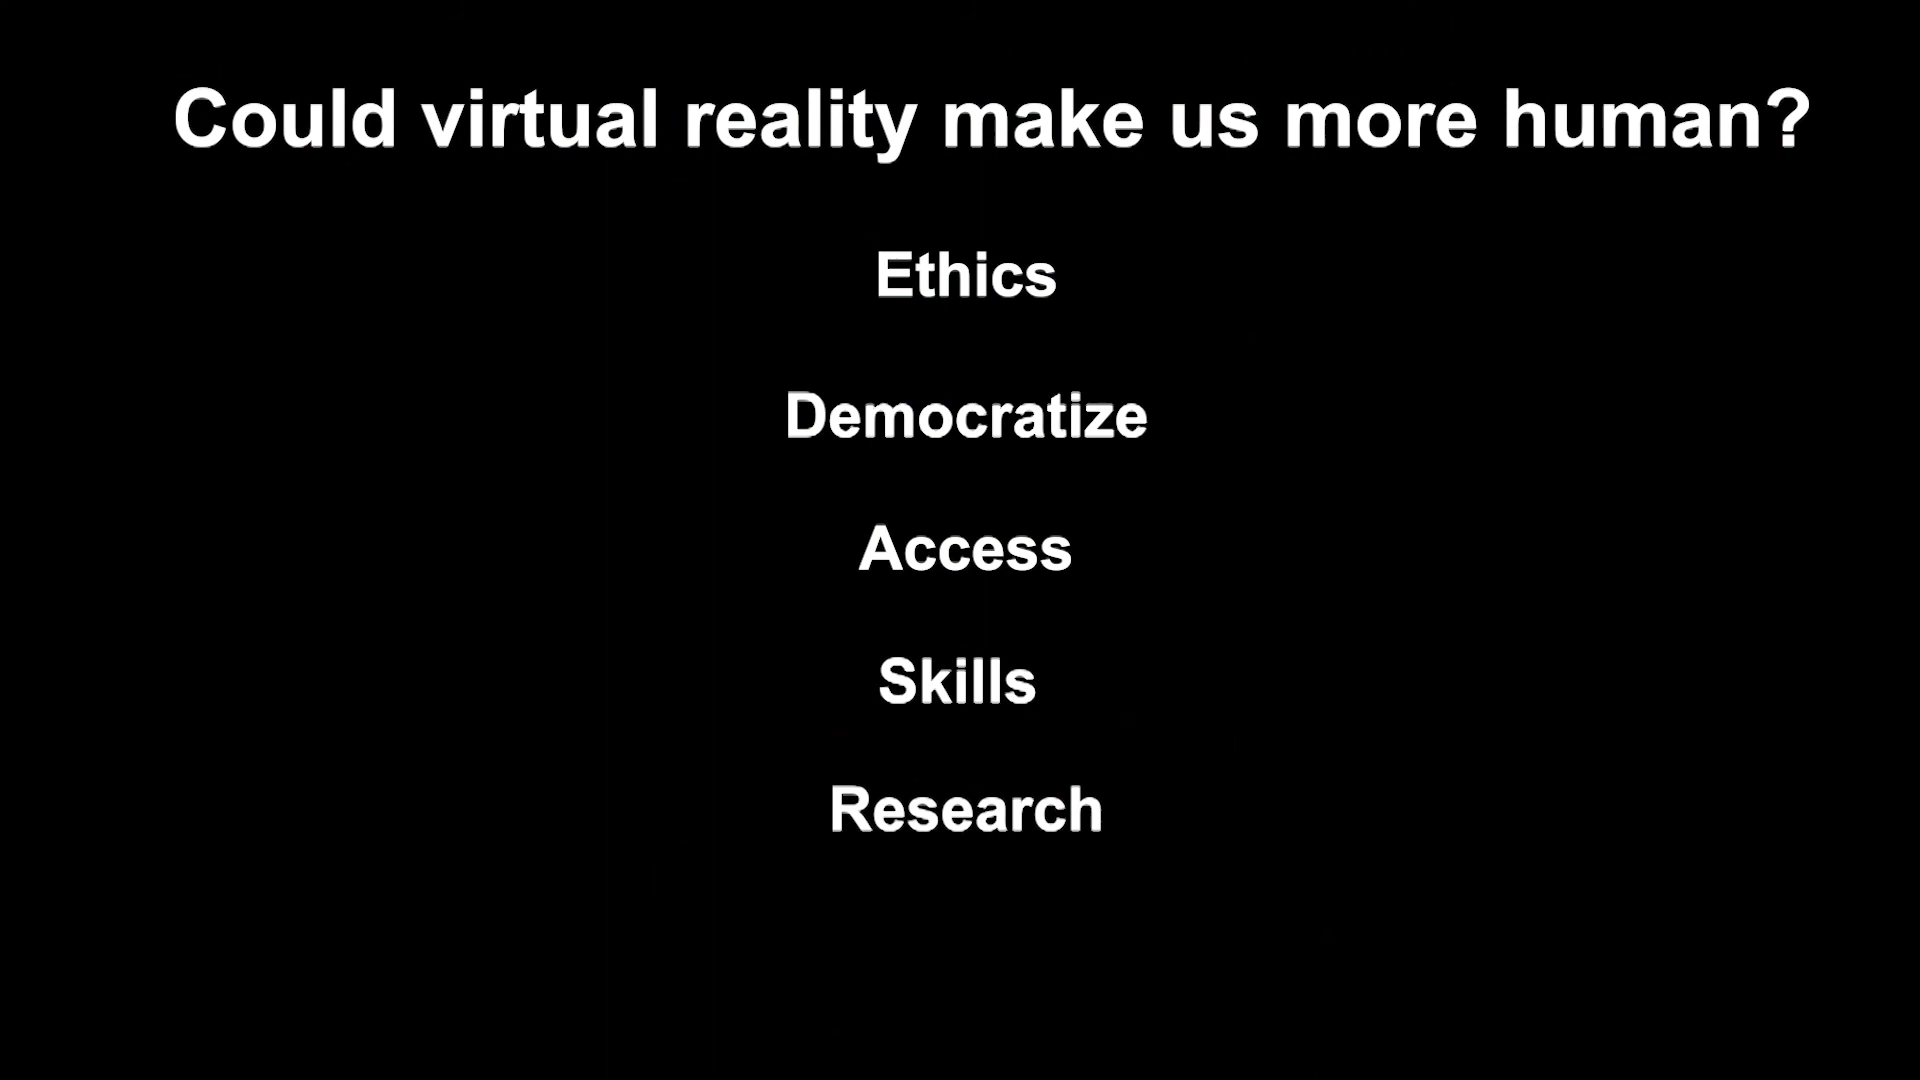 Could virtual reality make us more human?
Ethics
Democratize
Access
Skills
Research